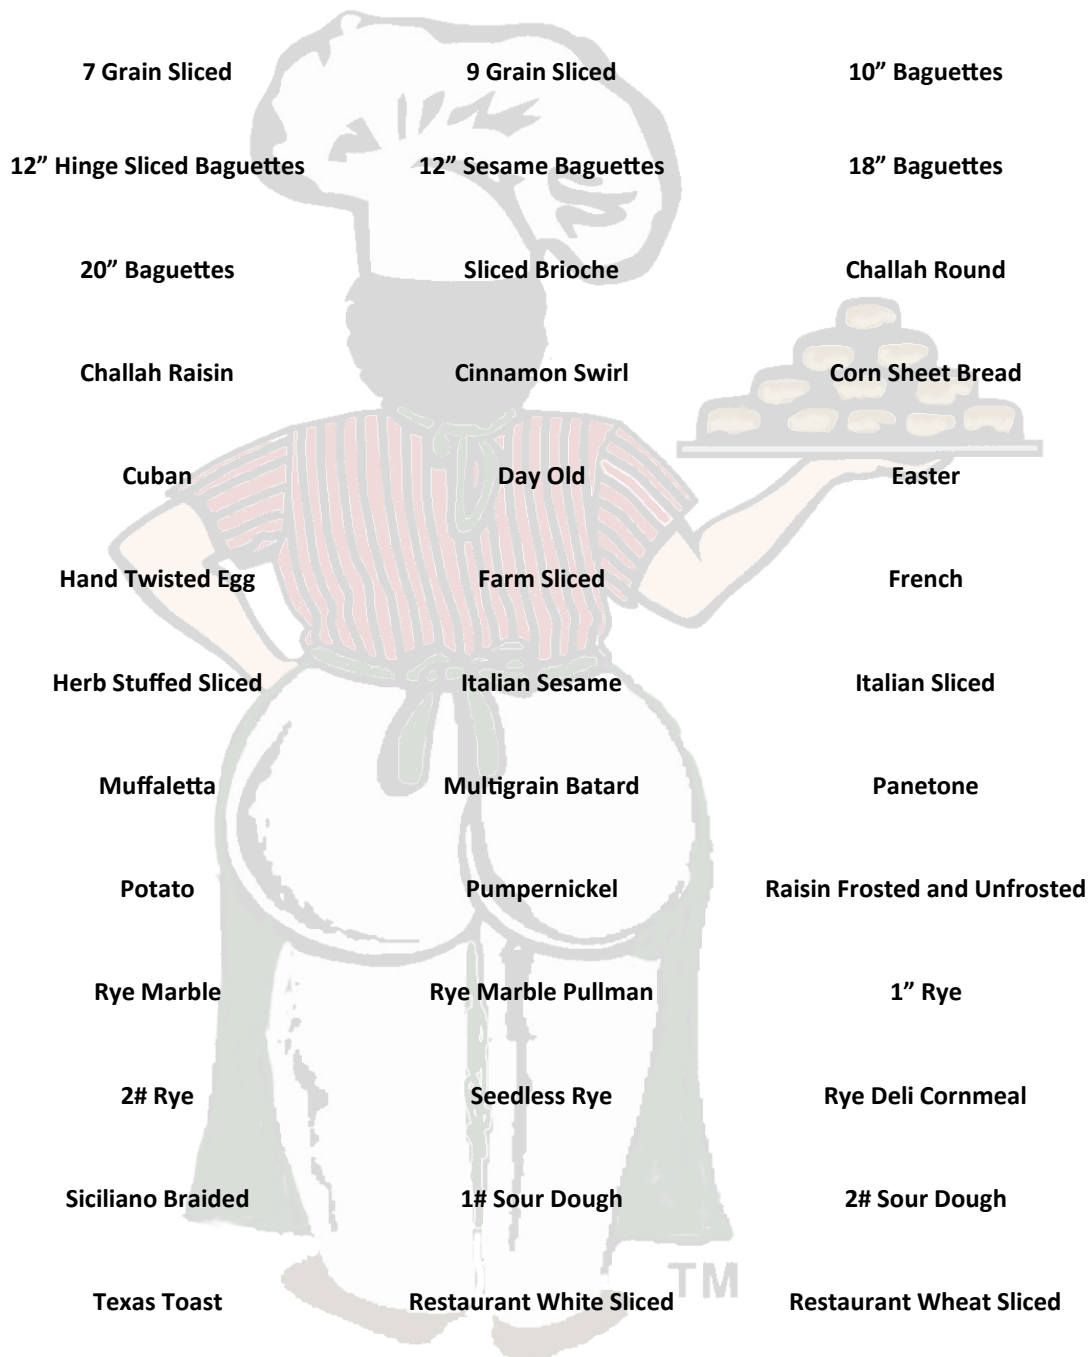 7 Grain Sliced 9 Grain Sliced 10” Baguettes
12” Hinge Sliced Baguettes 12” Sesame Baguettes 18” Baguettes
20” Baguettes Sliced Brioche Challah Round
Challah Raisin Cinnamon Swirl Corn Sheet Bread
Cuban Day Old Easter
Hand Twisted Egg Farm Sliced French
Herb Stuffed Sliced Italian Sesame Italian Sliced
Muffaletta Multigrain Batard Panetone
Potato Pumpernickel Raisin Frosted and Unfrosted
Rye Marble Rye Marble Pullman 1” Rye
2# Rye Seedless Rye Rye Deli Cornmeal
Siciliano Braided 1# Sour Dough 2# Sour Dough
TM
Texas Toast Restaurant White Sliced Restaurant Wheat Sliced